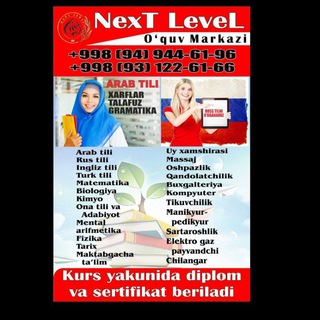 NexT LeveL
O'quv Markazi
+998 (94) 944-61-96
+998 (93) 122-61-66
ARAB TILI
XARFLAR
TALAFUZ
GRAMATIKA
Arab tili
Rus tili
Ingliz tili
Turk tili
Matematika
Biologiya
Kimyo
Ona tili va
Adabiyot
Mental
arifmetika
Fizika
Tarix
Maktabgacha
ta'lim
Uy xamshirasi
Massaj
Oshpazlik
Qandolatchilik
Buxgalteriya
Kompyuter
Tikuvchilik
Manikyur-
pedikyur
Sartaroshlik
Elektro gaz
payvandchi
Chilangar
Kurs yakunida diplom
va sertifikat beriladi